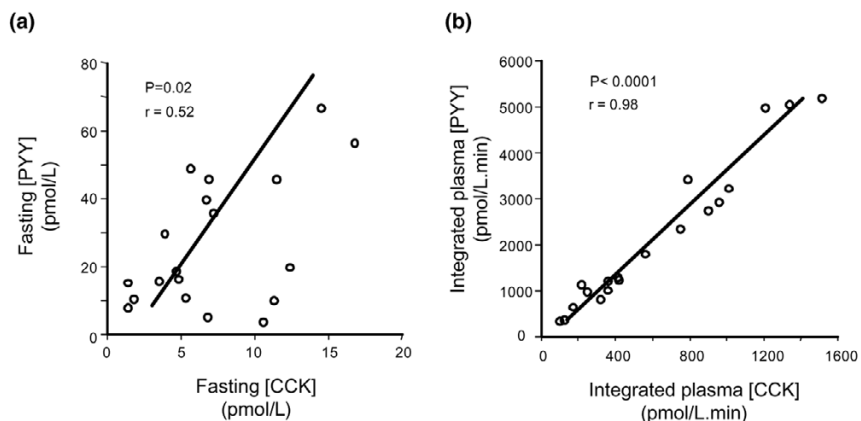 (a)
P=0.02
r = 0.52
Fasting [PYY]
(pmol/L)
80
60
40
20
0
0
5
10
15
20
Fasting [CCK]
(pmol/L)
(b)
P< 0.0001
r = 0.98
Integrated plasma [PYY]
(pmol/L.min)
6000
5000
4000
3000
2000
1000
0
0
400
800
1200
1600
Integrated plasma [CCK]
(pmol/L.min)